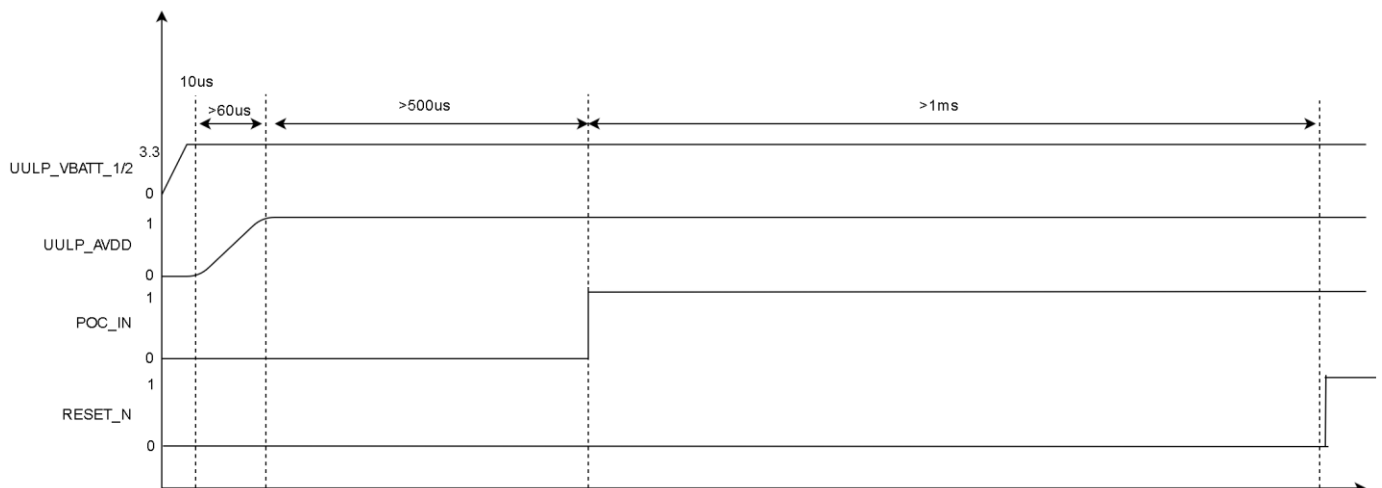 10us
>60us
>500us
>1ms
3.3
UULP_VBATT_1/2
0
1
UULP_AVDD
0
1
POC_IN
0
1
RESET_N
0